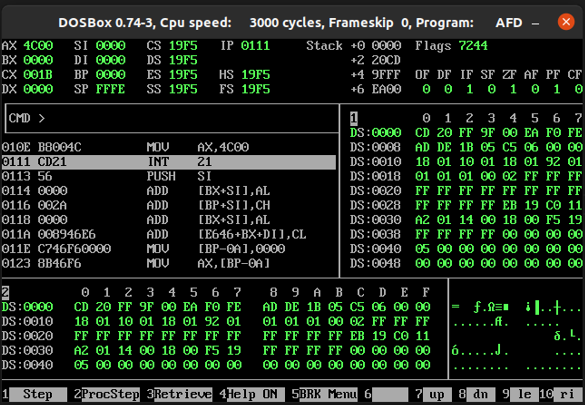 DOSBox 0.74-3, Cpu speed: 3000 cycles, Frameskip 0, Program: AFD
AX 4C00 SI 0000 CS 19F5 IP 0111 Stack +0 0000 Flags 7244
BX 0000 DI 0000 DS 19F5 +2 20CD
CX 001B BP 0000 ES 19F5 HS 19F5 +4 9FFF OF DF IF SF ZF AF PF CF
DX 0000 SP FFFE SS 19F5 FS 19F5 +6 EA00 0 0 1 0 1 0 1 0
CMD >
010E B8004C MOV AX,4C00
0111 CD21 INT 21
0113 56 PUSH SI
0114 0000 ADD [BX+SI],AL
0116 002A ADD [BP+SI],CH
0118 0000 ADD [BX+SI],AL
011A 008946E6 ADD [E646+BX+DI],CL
011E C746F60000 MOV [BP-0A],0000
0123 8B46F6 MOV AX,[BP-0A]
1 0 1 2 3 4 5 6 7
DS:0000 CD 20 FF 9F 00 EA F0 FE
DS:0008 AD DE 1B 05 C5 06 00 00
DS:0010 18 01 10 01 18 01 92 01
DS:0018 01 01 01 00 02 FF FF FF
DS:0020 FF FF FF FF FF FF FF FF
DS:0028 FF FF FF FF EB 19 C0 11
DS:0030 A2 01 14 00 18 00 F5 19
DS:0038 FF FF FF FF 00 00 00 00
DS:0040 05 00 00 00 00 00 00 00
DS:0048 00 00 00 00 00 00 00 00
2 0 1 2 3 4 5 6 7 8 9 A B C D E F
DS:0000 CD 20 FF 9F 00 EA F0 FE AD DE 1B 05 C5 06 00 00
DS:0010 18 01 10 01 18 01 92 01 01 01 01 00 02 FF FF FF
DS:0020 FF FF FF FF FF FF FF FF FF FF FF FF EB 19 C0 11
DS:0030 A2 01 14 00 18 00 F5 19 FF FF FF FF 00 00 00 00
DS:0040 05 00 00 00 00 00 00 00 00 00 00 00 00 00 00 00
1 Step 2 ProcStep 3 Retrieve 4 Help ON 5 BRK Menu 6 7 up 8 dn 9 le 10 ri